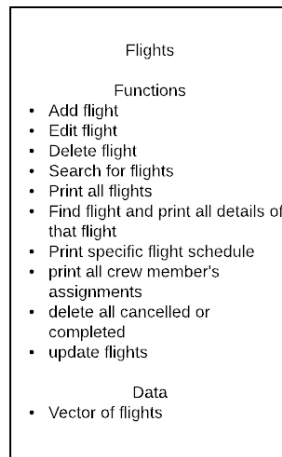 Flights
Functions
• Add flight
• Edit flight
• Delete flight
• Search for flights
• Print all flights
• Find flight and print all details of
that flight
• Print specific flight schedule
• print all crew member's
assignments
• delete all cancelled or
completed
• update flights
Data
• Vector of flights